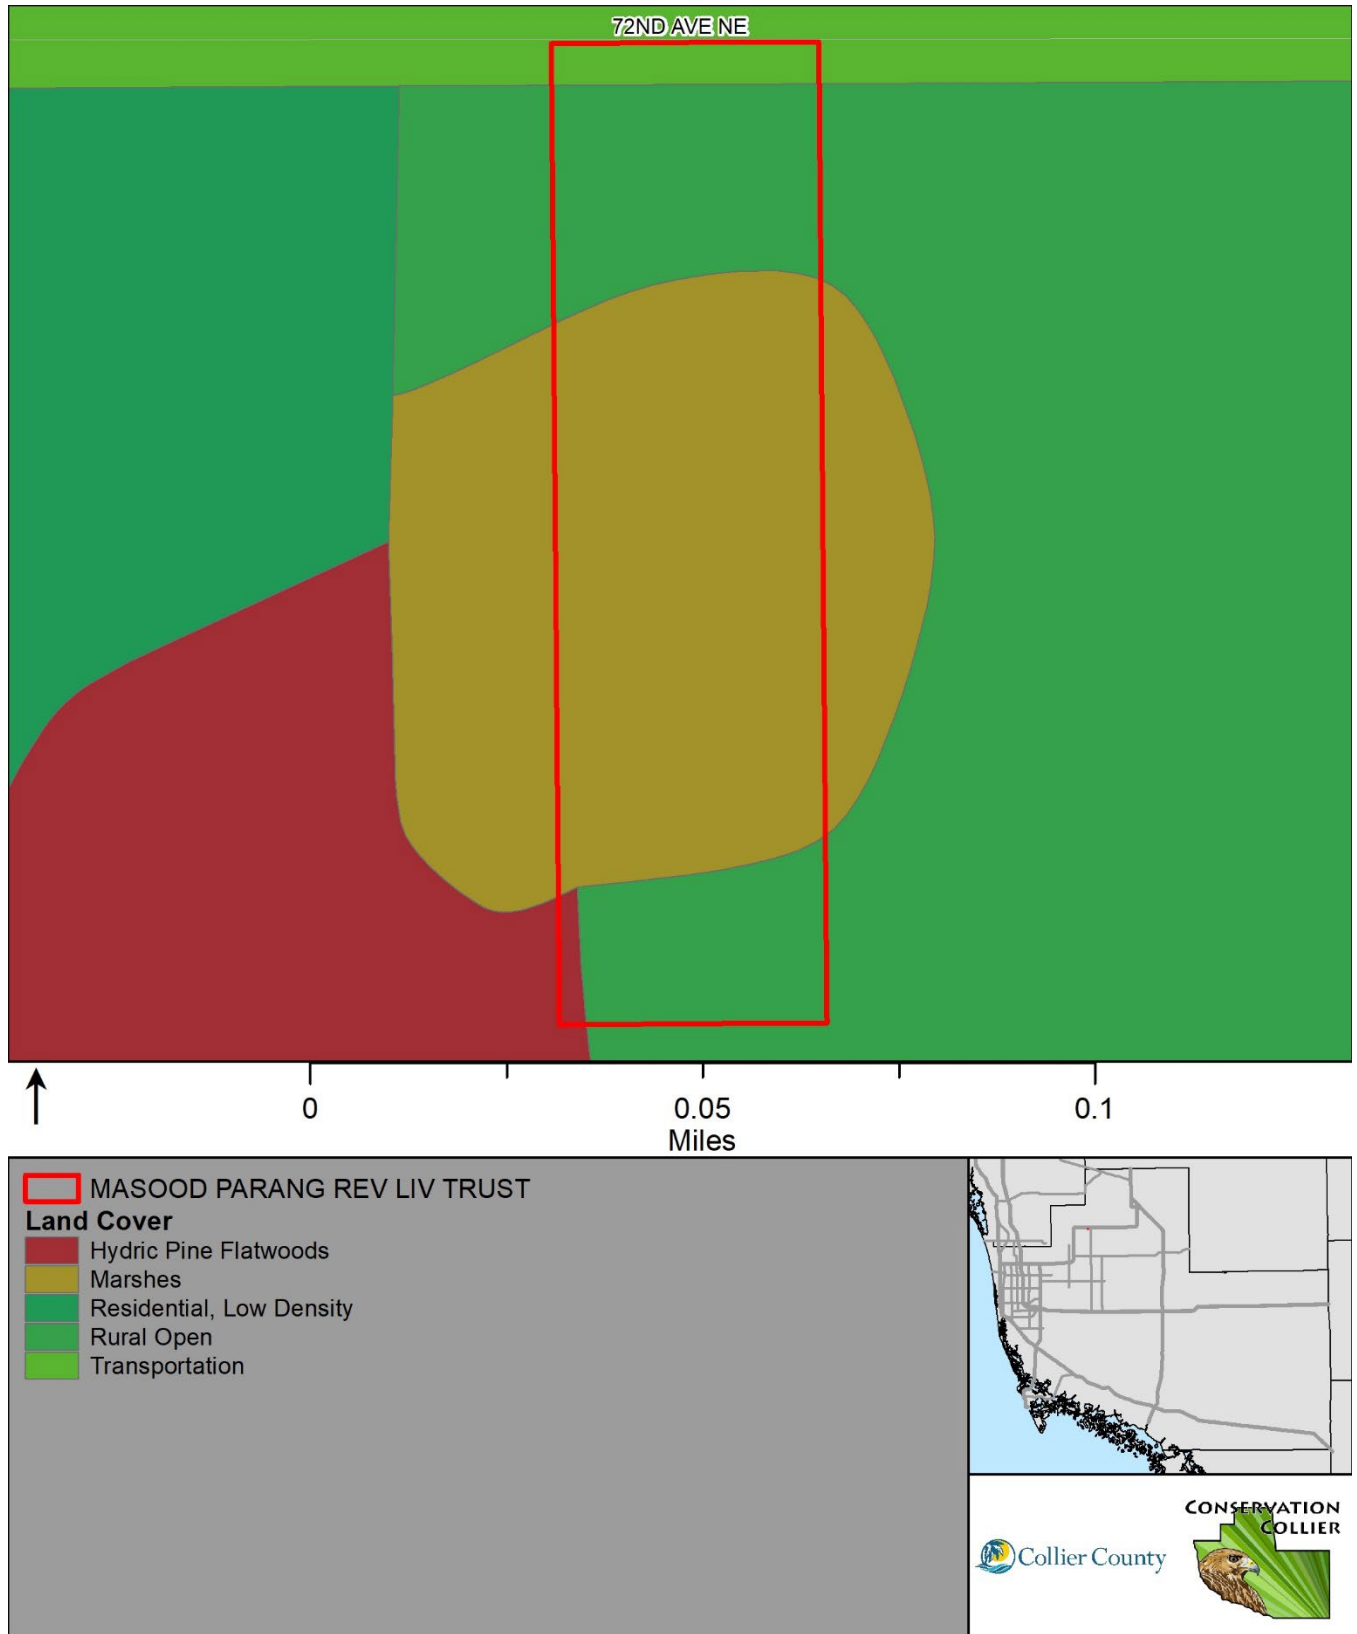 72ND AVE NE
0
0.05
0.1
Miles
MASOOD PARANG REV LIV TRUST
Land Cover
Hydric Pine Flatwoods
Marshes
Residential, Low Density
Rural Open
Transportation
CONSERVATION
COLLIER
Collier County